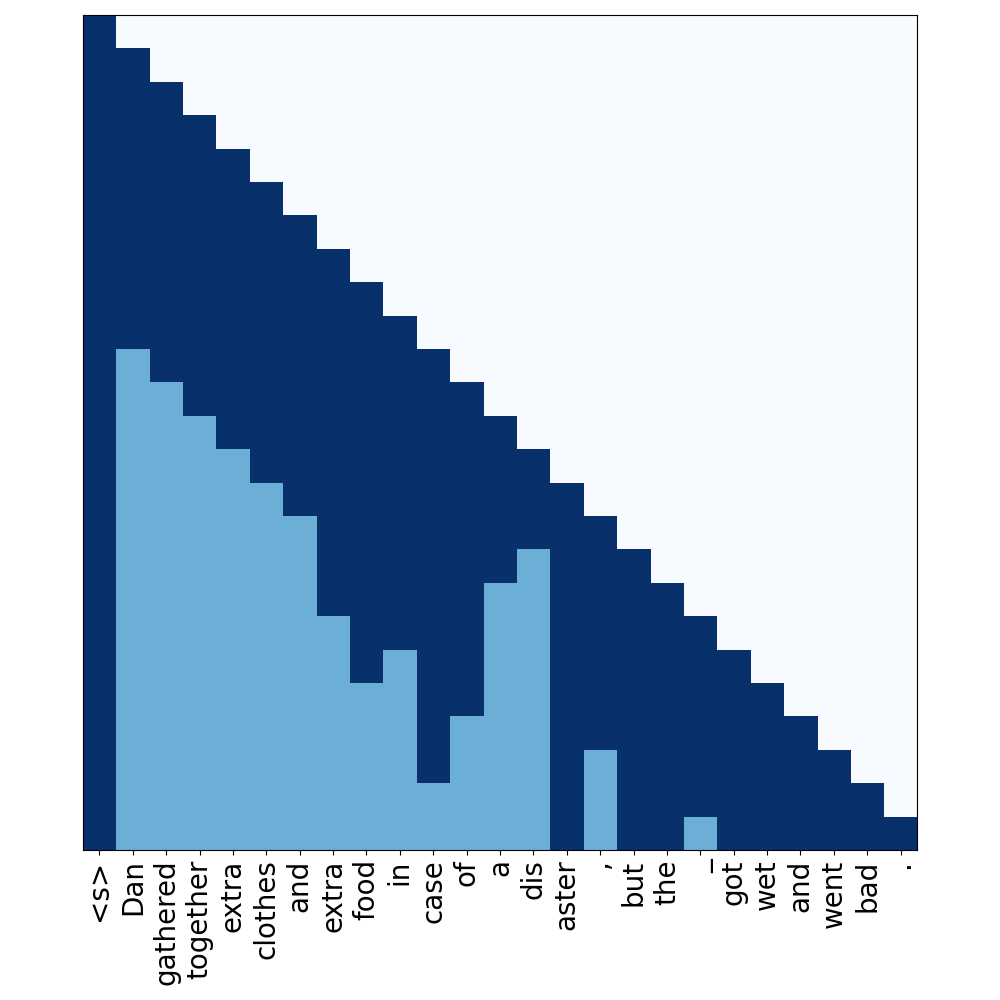 <s>
Dan
gathered
together
extra
clothes
and
extra
food
in
case
of
a
dis
aster
,
but
the
_
got
wet
and
went
bad
.